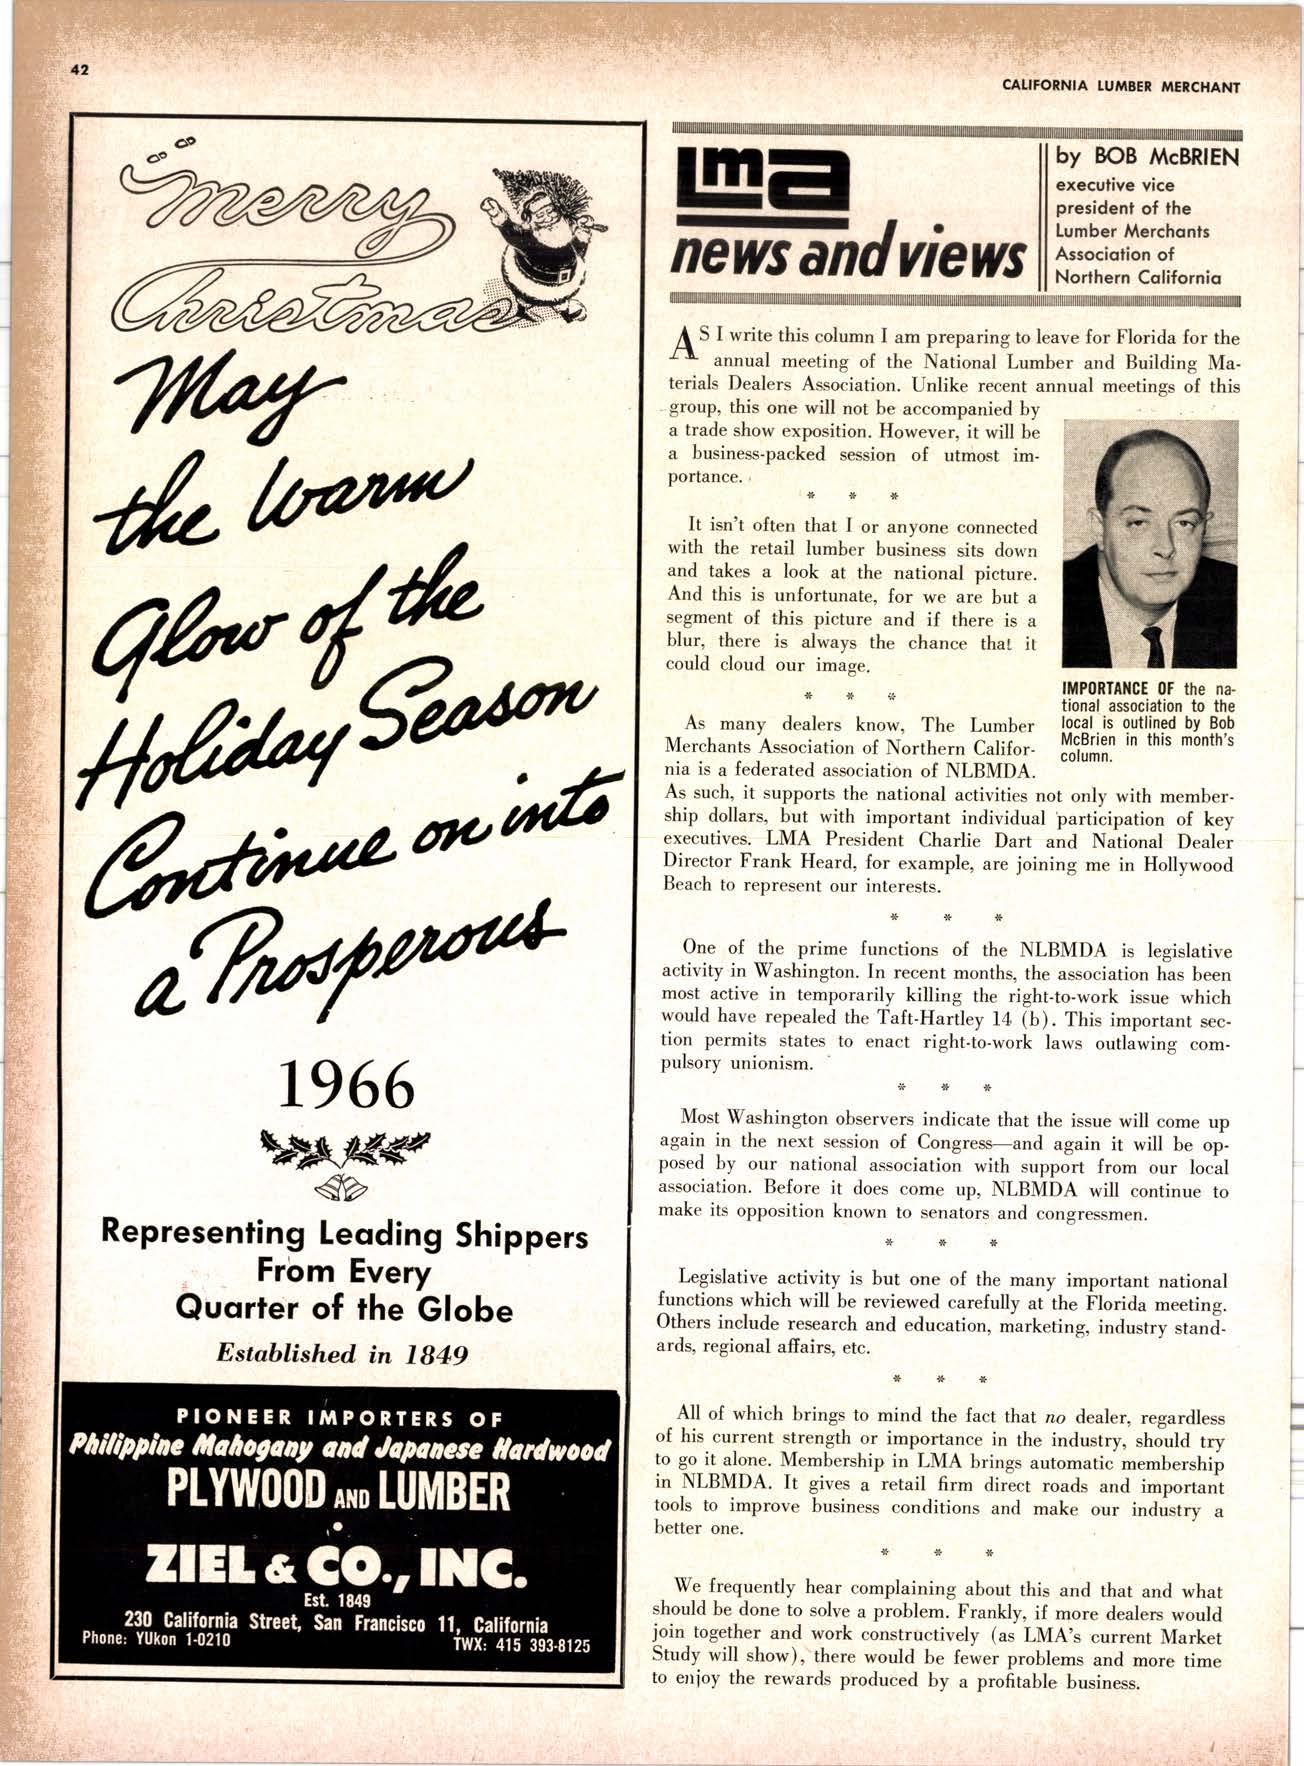 42
CALIFORNIA LUMBER MERCHANT
Merry
Christmas
May
the Warm
Glow of the
Holiday Season
Continue on into
a Prosperous
1966
Representing Leading Shippers
From Every
Quarter of the Globe
Established in 1849
PIONEER IMPORTERS OF
Philippine Mahogany and Japanese Hardwood
PLYWOOD AND LUMBER
ZIEL & CO., INC.
Est. 1849
230 California Street, San Francisco 11, California
Phone: YUkon 1-0210 TWX: 415 393-8125
lma
news and views
by BOB McBRIEN
executive vice
president of the
Lumber Merchants
Association of
Northern California
AS I write this column I am preparing to leave for Florida for the
annual meeting of the National Lumber and Building Ma-
terials Dealers Association. Unlike recent annual meetings of this
group, this one will not be accompanied by
a trade show exposition. However, it will be
a business-packed session of utmost im-
portance.
* * *
It isn't often that I or anyone connected
with the retail lumber business sits down
and takes a look at the national picture.
And this is unfortunate, for we are but a
segment of this picture and if there is a
blur, there is always the chance that it
could cloud our image.
* * *
IMPORTANCE OF the na-
tional association to the
local is outlined by Bob
McBrien in this month's
column.
As many dealers know, The Lumber
Merchants Association of Northern Califor-
nia is a federated association of NLBMDA.
As such, it supports the national activities not only with member-
ship dollars, but with important individual participation of key
executives. LMA President Charlie Dart and National Dealer
Director Frank Heard, for example, are joining me in Hollywood
Beach to represent our interests.
* * *
One of the prime functions of the NLBMDA is legislative
activity in Washington. In recent months, the association has been
most active in temporarily killing the right-to-work issue which
would have repealed the Taft-Hartley 14 (b). This important sec-
tion permits states to enact right-to-work laws outlawing com-
pulsory unionism.
* * *
Most Washington observers indicate that the issue will come up
again in the next session of Congress—and again it will be op-
posed by our national association with support from our local
association. Before it does come up, NLBMDA will continue to
make its opposition known to senators and congressmen.
* * *
Legislative activity is but one of the many important national
functions which will be reviewed carefully at the Florida meeting.
Others include research and education, marketing, industry stand-
ards, regional affairs, etc.
* * *
All of which brings to mind the fact that no dealer, regardless
of his current strength or importance in the industry, should try
to go it alone. Membership in LMA brings automatic membership
in NLBMDA. It gives a retail firm direct roads and important
tools to improve business conditions and make our industry a
better one.
* * *
We frequently hear complaining about this and that and what
should be done to solve a problem. Frankly, if more dealers would
join together and work constructively (as LMA's current Market
Study will show), there would be fewer problems and more time
to enjoy the rewards produced by a profitable business.